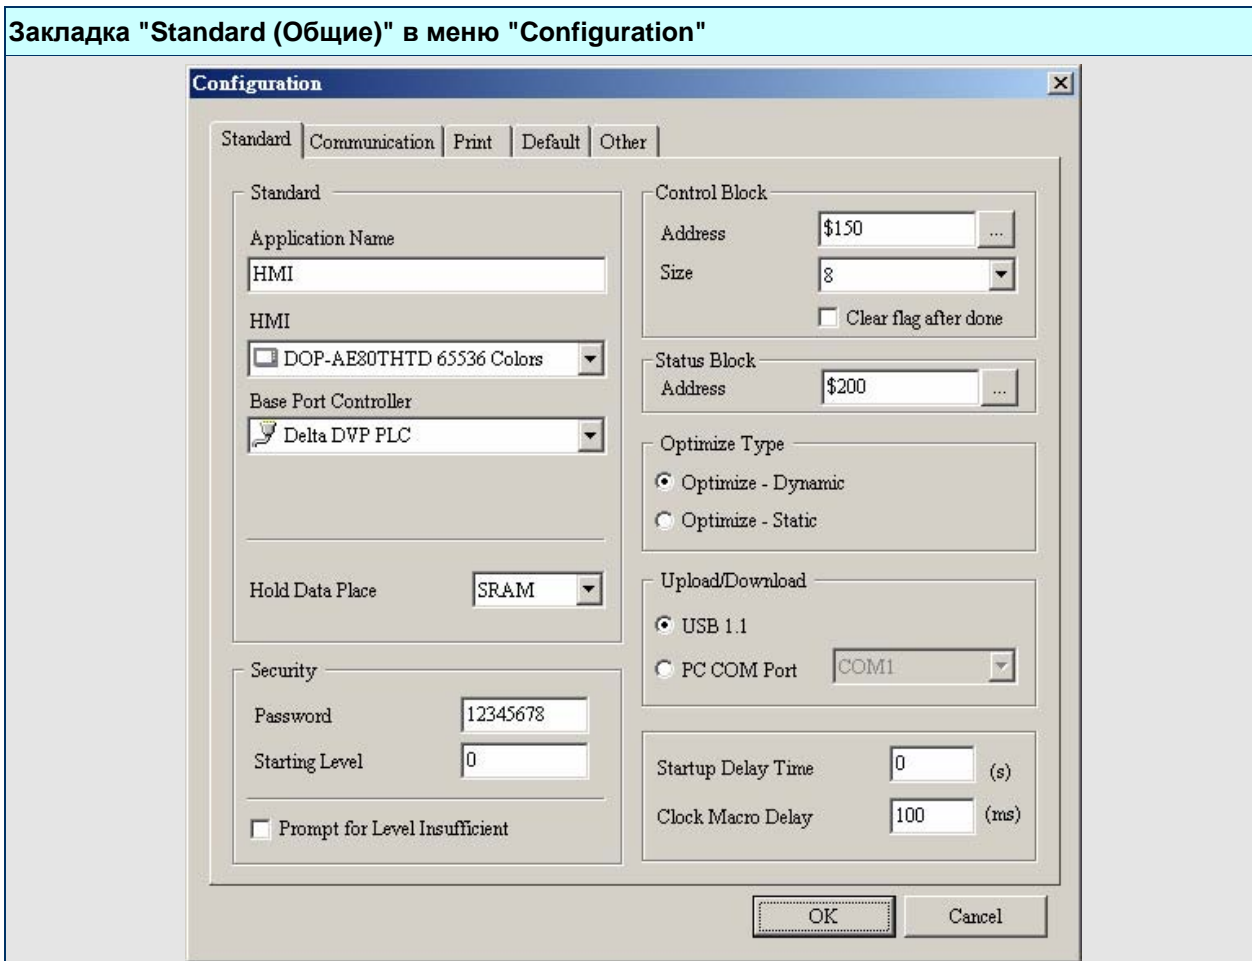 Закладка "Standard (Общие)" в меню "Configuration"
Configuration
Standard Communication Print Default Other
Standard
Application Name
HMI
HMI
DOP-AE80THTD 65536 Colors
Base Port Controller
Delta DVP PLC
Hold Data Place SRAM
Security
Password 12345678
Starting Level 0
Prompt for Level Insufficient
Control Block
Address $150 ...
Size 8
Clear flag after done
Status Block
Address $200 ...
Optimize Type
Optimize - Dynamic
Optimize - Static
Upload/Download
USB 1.1
PC COM Port COM1
Startup Delay Time 0 (s)
Clock Macro Delay 100 (ms)
OK Cancel